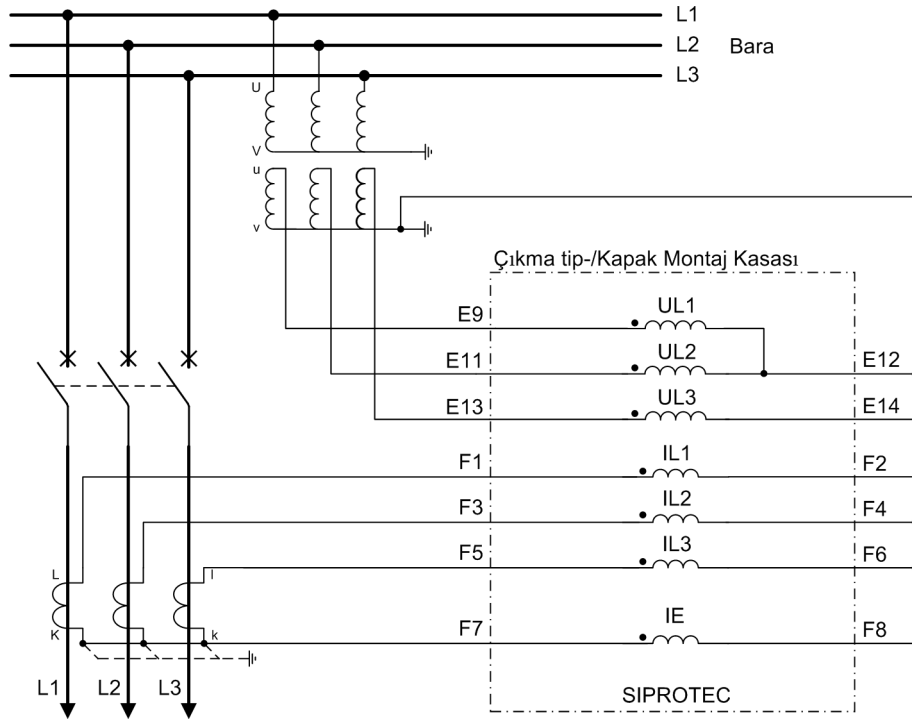 L1
L2 Bara
L3
U
V
u
v
Çıkma tip-/Kapak Montaj Kasası
E9 UL1
E11 UL2 E12
E13 UL3 E14
F1 IL1 F2
F3 IL2 F4
F5 IL3 F6
L l
K k
F7 IE F8
L1 L2 L3
SIPROTEC